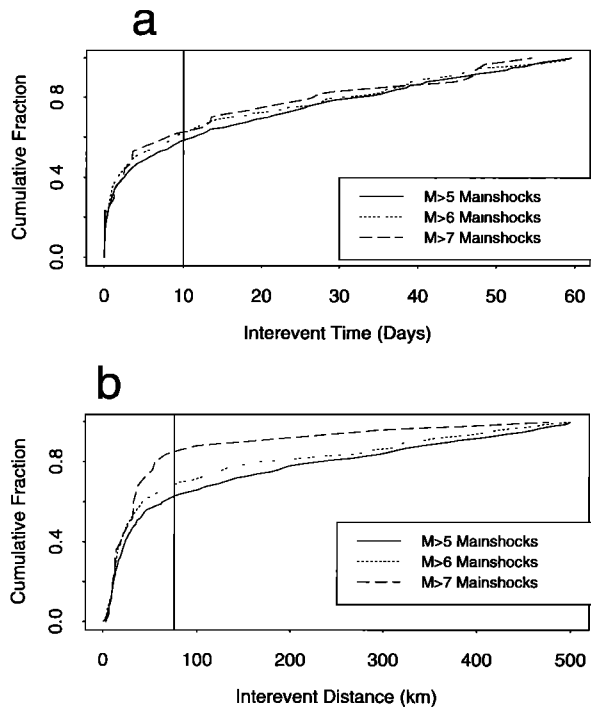 a
Cumulative Fraction
0.8
0.4
0.0
M>5 Mainshocks
M>6 Mainshocks
M>7 Mainshocks
0 10 20 30 40 50 60
Interevent Time (Days)
b
Cumulative Fraction
0.8
0.4
0.0
M>5 Mainshocks
M>6 Mainshocks
M>7 Mainshocks
0 100 200 300 400 500
Interevent Distance (km)